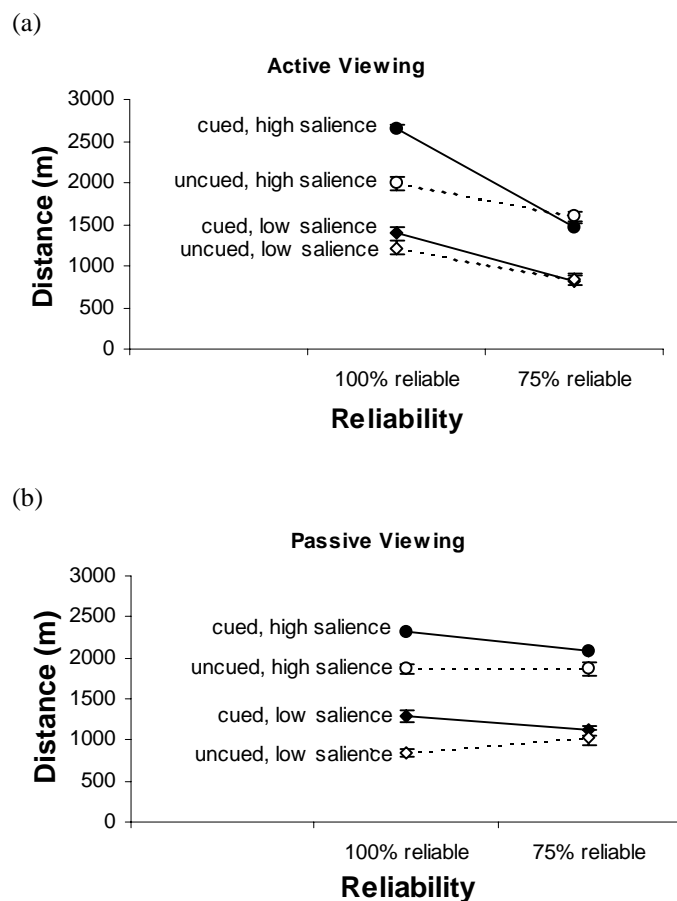 (a)
Active Viewing
3000
2500
2000
1500
1000
500
0
Distance (m)
cued, high salience
uncued, high salience
cued, low salience
uncued, low salience
100% reliable 75% reliable
Reliability
(b)
Passive Viewing
3000
2500
2000
1500
1000
500
0
Distance (m)
cued, high salience
uncued, high salience
cued, low salience
uncued, low salience
100% reliable 75% reliable
Reliability